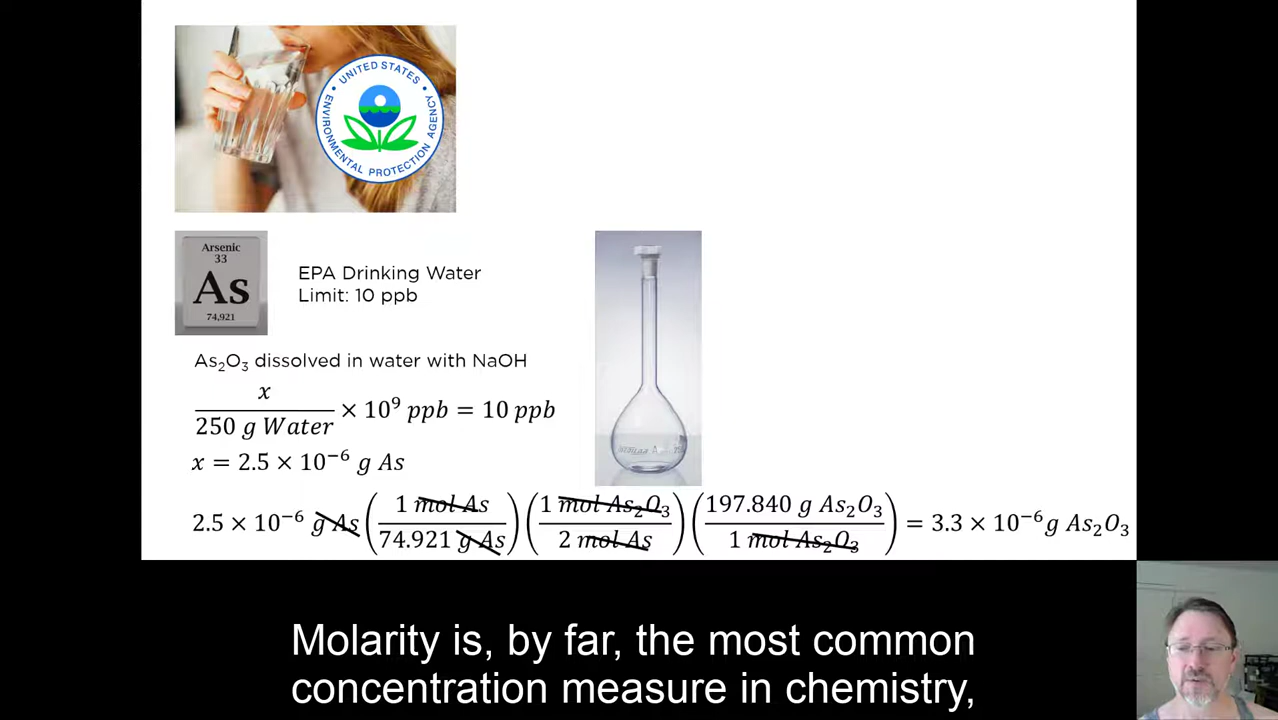 UNITED STATES
ENVIRONMENTAL PROTECTION AGENCY
Arsenic
33
As
74,921
EPA Drinking Water
Limit: 10 ppb
As₂O₃ dissolved in water with NaOH
x / 250 g Water × 10⁹ ppb = 10 ppb
x = 2.5 × 10⁻⁶ g As
2.5 × 10⁻⁶ g As (1 mol As / 74.921 g As) (1 mol As₂O₃ / 2 mol As) (197.840 g As₂O₃ / 1 mol As₂O₃) = 3.3 × 10⁻⁶ g As₂O₃
Molarity is, by far, the most common
concentration measure in chemistry,